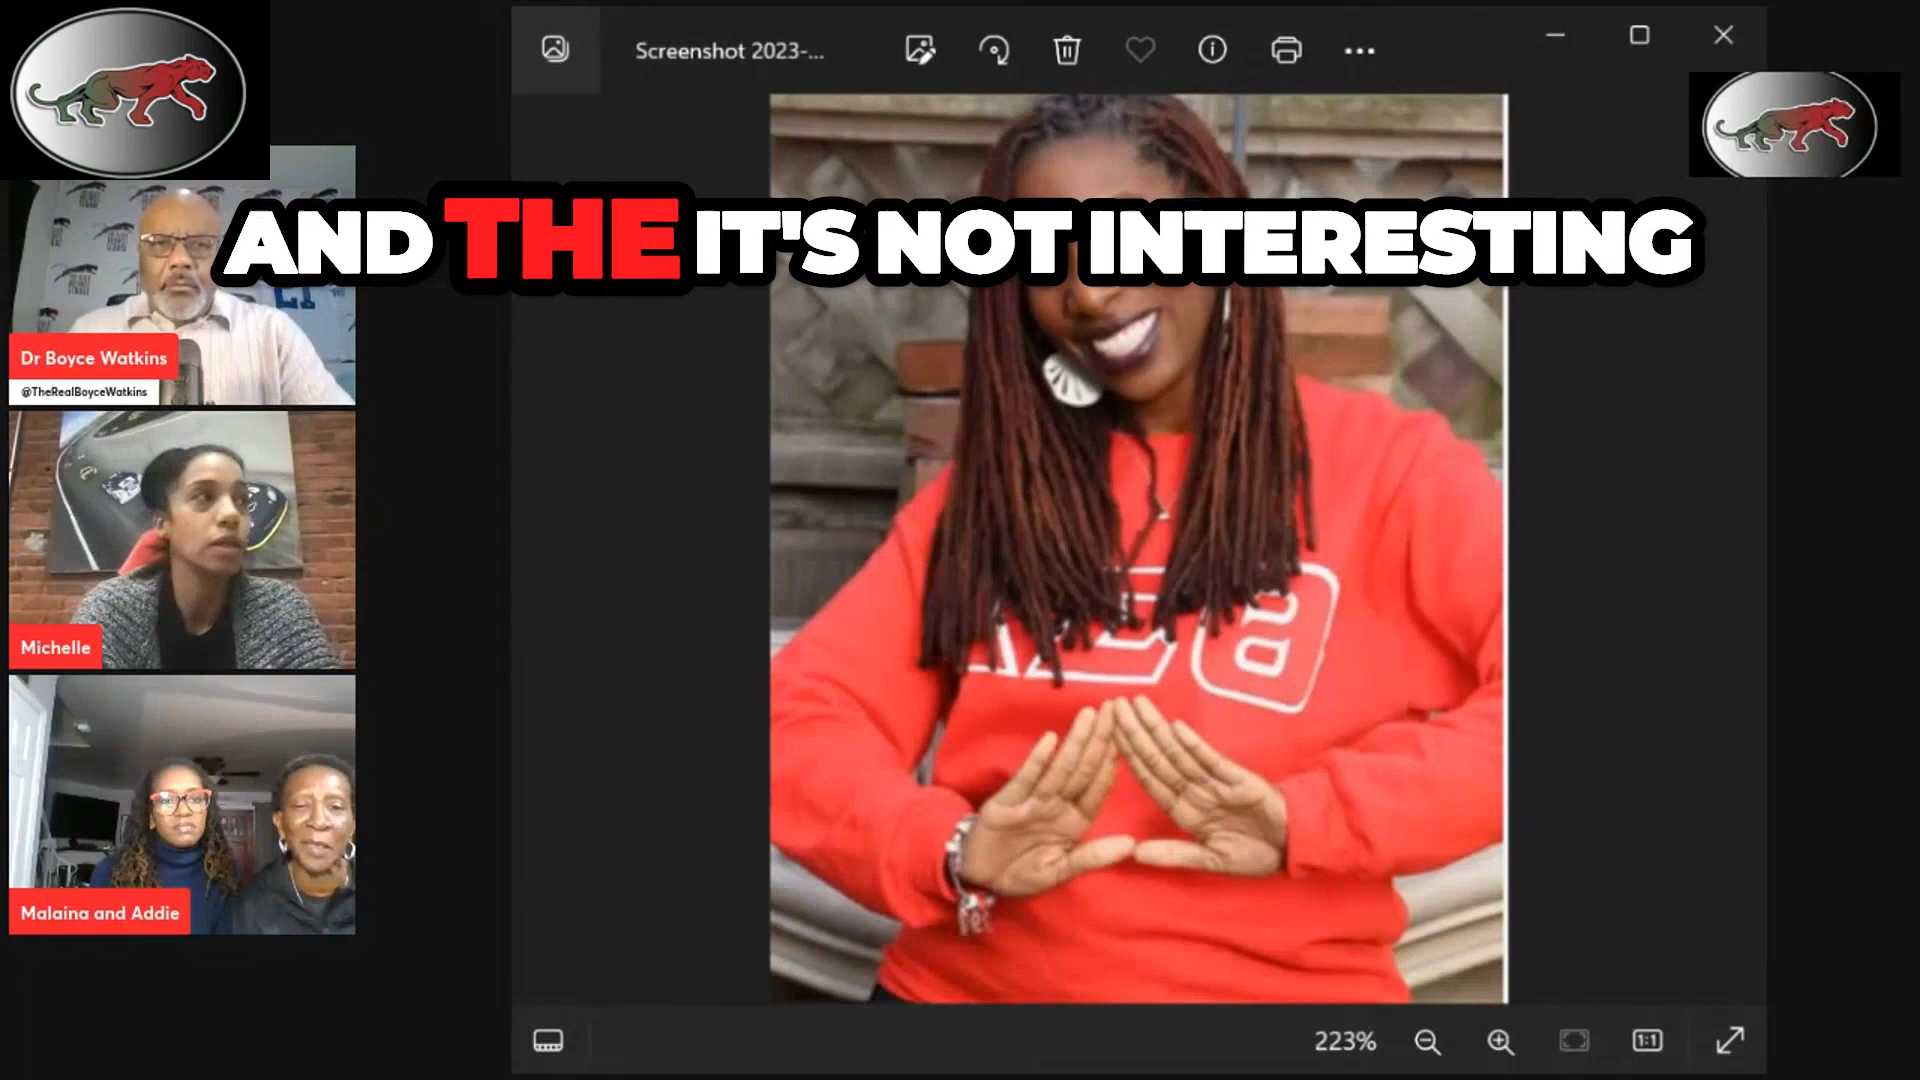 Screenshot 2023-...
AND THE IT'S NOT INTERESTING
Dr Boyce Watkins
@TheRealBoyceWatkins
Michelle
Malaina and Addie
223%
1:1